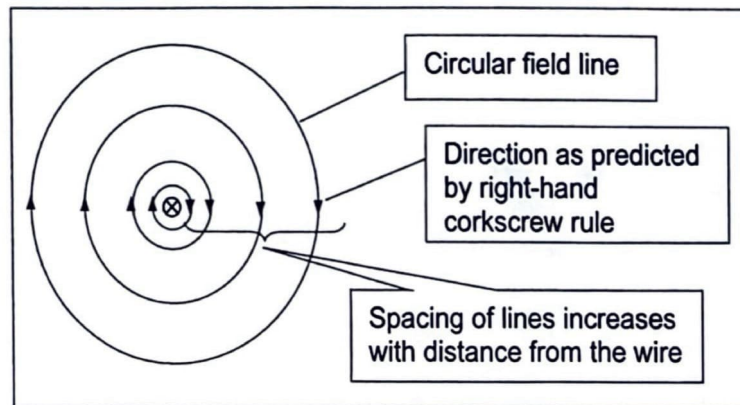 Circular field line
Direction as predicted
by right-hand
corkscrew rule
Spacing of lines increases
with distance from the wire